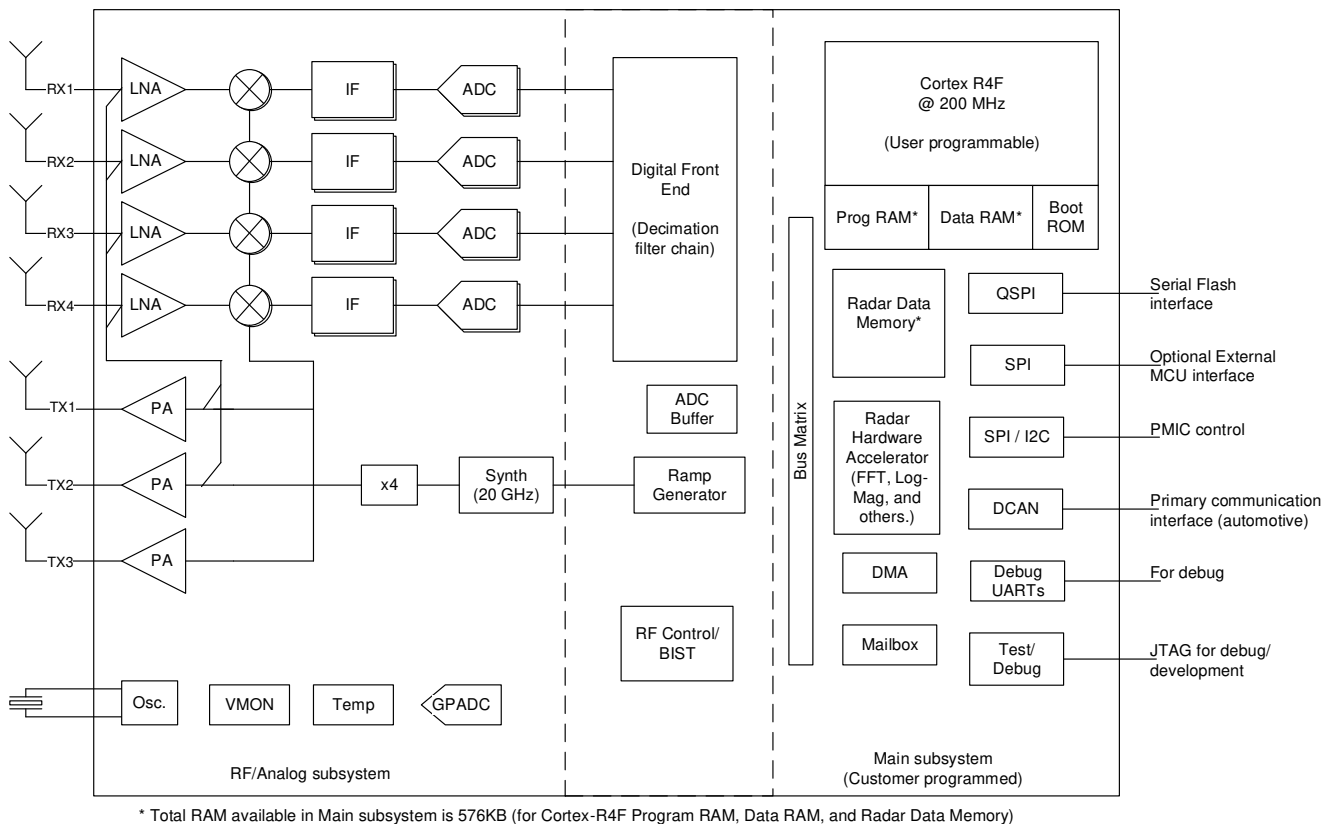 RX1
LNA
IF
ADC
RX2
LNA
IF
ADC
RX3
LNA
IF
ADC
RX4
LNA
IF
ADC
TX1
PA
TX2
PA
TX3
PA
x4
Synth
(20 GHz)
Osc.
VMON
Temp
GPADC
RF/Analog subsystem
Digital Front
End
(Decimation
filter chain)
ADC
Buffer
Ramp
Generator
RF Control/
BIST
Bus Matrix
Cortex R4F
@ 200 MHz
(User programmable)
Prog RAM*
Data RAM*
Boot
ROM
Radar Data
Memory*
Radar
Hardware
Accelerator
(FFT, Log-
Mag, and
others.)
DMA
Mailbox
QSPI
Serial Flash
interface
SPI
Optional External
MCU interface
SPI / I2C
PMIC control
DCAN
Primary communication
interface (automotive)
Debug
UARTs
For debug
Test/
Debug
JTAG for debug/
development
Main subsystem
(Customer programmed)
* Total RAM available in Main subsystem is 576KB (for Cortex-R4F Program RAM, Data RAM, and Radar Data Memory)